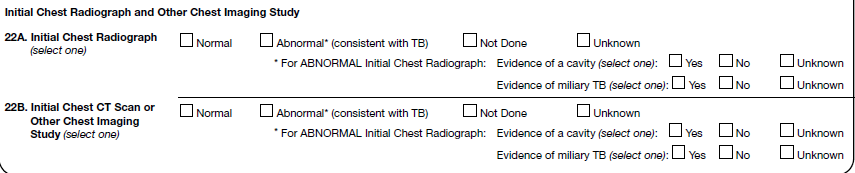 Initial Chest Radiograph and Other Chest Imaging Study
22A. Initial Chest Radiograph (select one)
Normal Abnormal* (consistent with TB) Not Done Unknown
* For ABNORMAL Initial Chest Radiograph: Evidence of a cavity (select one): Yes No Unknown
Evidence of miliary TB (select one): Yes No Unknown
22B. Initial Chest CT Scan or Other Chest Imaging Study (select one)
Normal Abnormal* (consistent with TB) Not Done Unknown
* For ABNORMAL Initial Chest Radiograph: Evidence of a cavity (select one): Yes No Unknown
Evidence of miliary TB (select one): Yes No Unknown